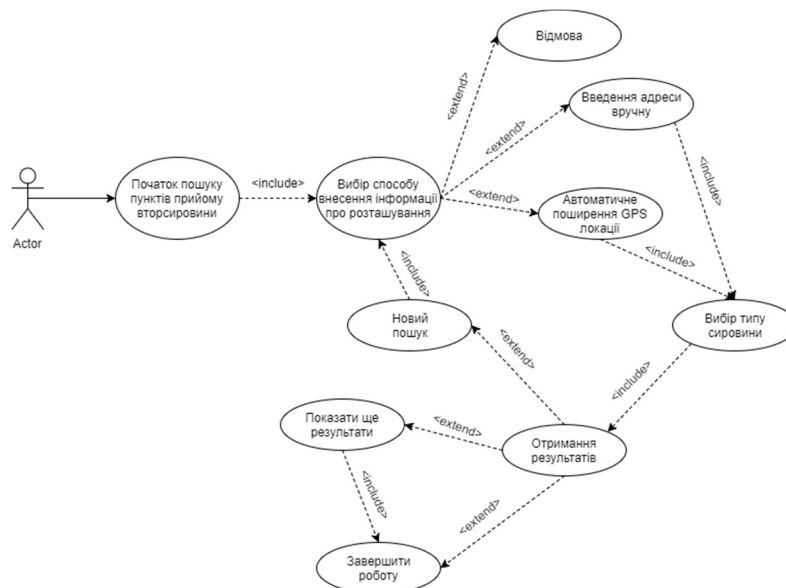 Відмова
<extend>
Введення адреси
вручну
<extend>
<include>
Початок пошуку
пунктів прийому
вторсировини
<include>
Вибір способу
внесення інформації
про розташування
<extend>
Автоматичне
поширення GPS
локації
Actor
<include>
<include>
Новий
пошук
Вибір типу
сировини
<extend>
<include>
Показати ще
результати
<extend>
Отримання
результатів
<include>
<extend>
Завершити
роботу